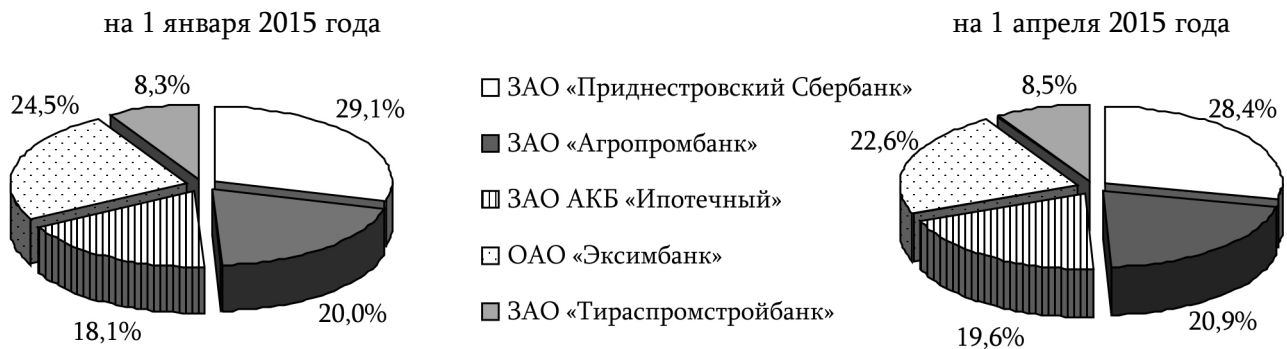 на 1 января 2015 года
24,5%
8,3%
29,1%
18,1%
20,0%
ЗАО «Приднестровский Сбербанк»
ЗАО «Агропромбанк»
ЗАО АКБ «Ипотечный»
ОАО «Эксимбанк»
ЗАО «Тираспромстройбанк»
на 1 апреля 2015 года
22,6%
8,5%
28,4%
19,6%
20,9%